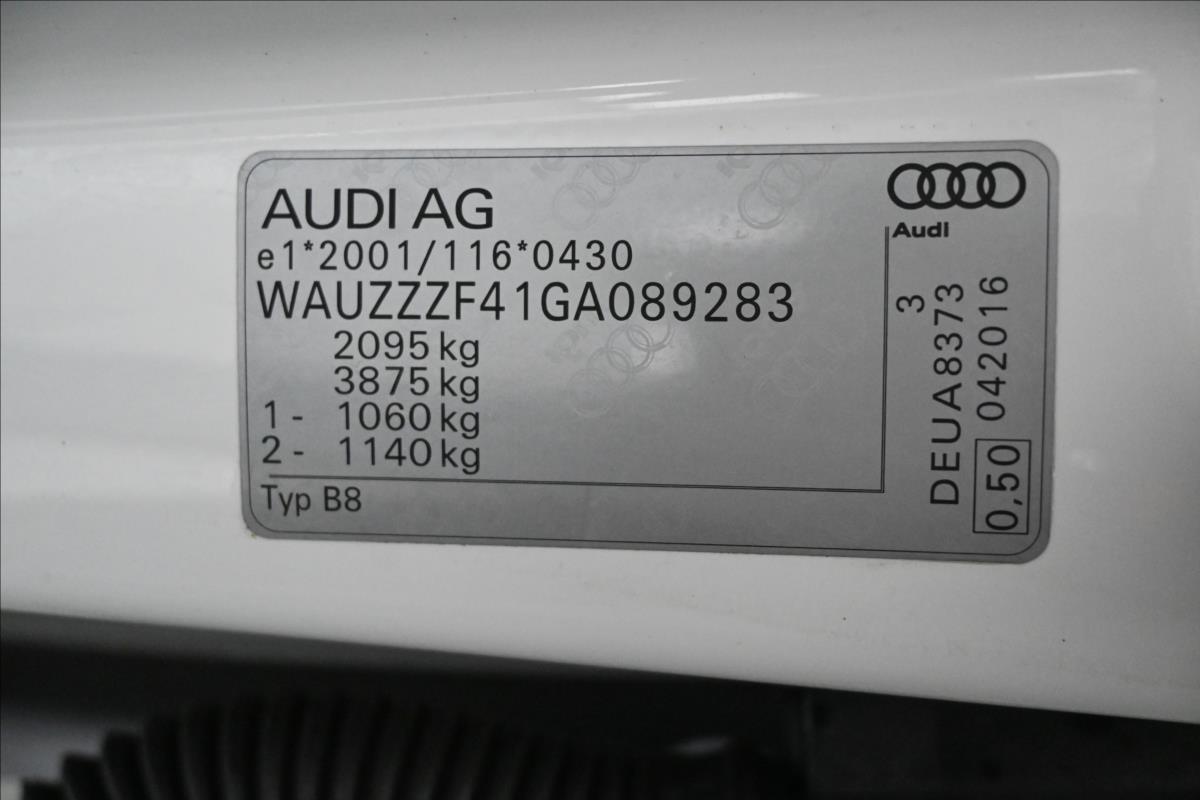 AUDI AG
e1*2001/116*0430
WAUZZZF41GA089283
2095 kg
3875 kg
1 - 1060 kg
2 - 1140 kg
Typ B8
Audi
3
DEUA8373
042016
0,50